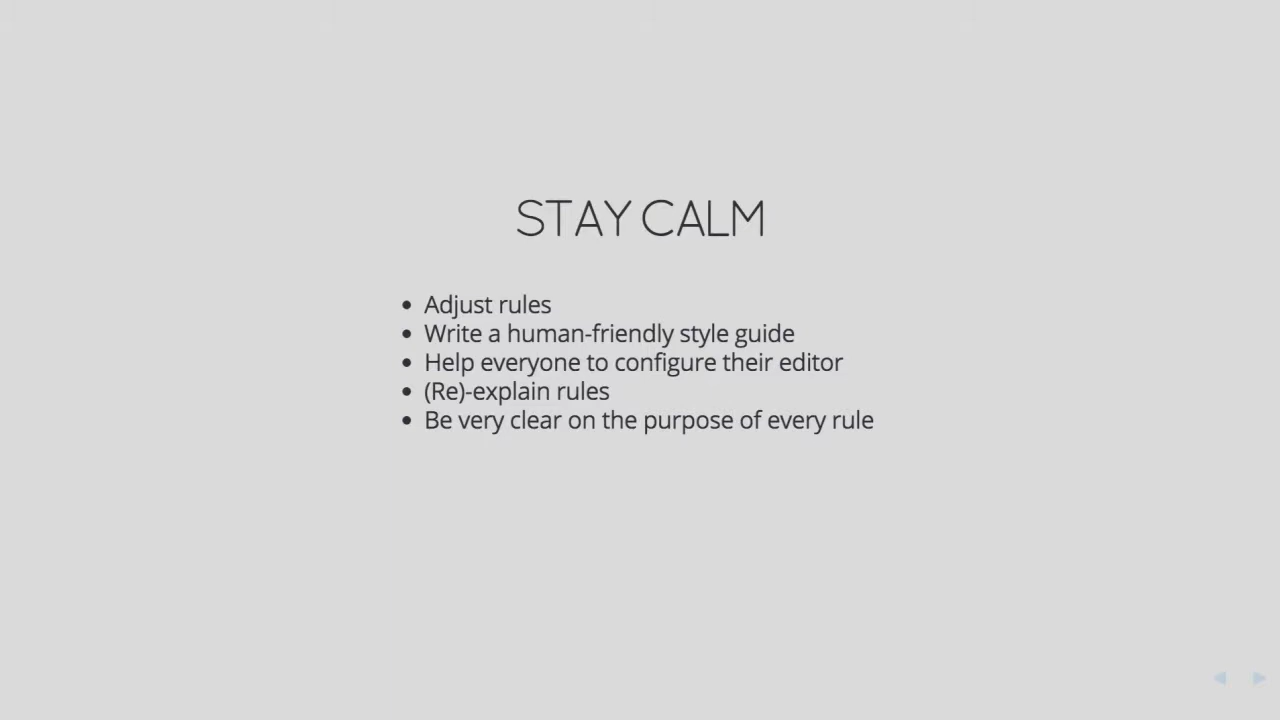 STAY CALM
• Adjust rules
• Write a human-friendly style guide
• Help everyone to configure their editor
• (Re)-explain rules
• Be very clear on the purpose of every rule